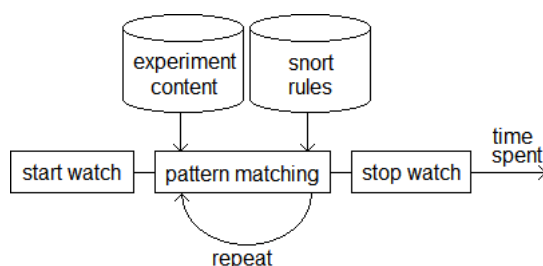 experiment
content
snort
rules
time
spent
start watch
pattern matching
stop watch
repeat